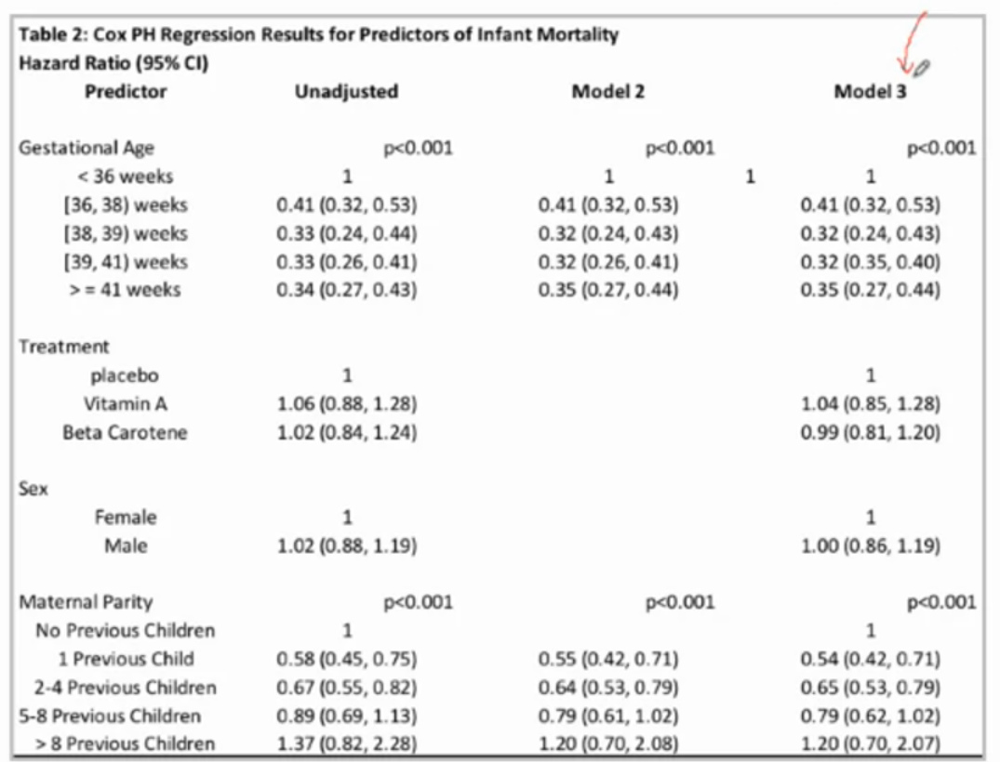 Table 2: Cox PH Regression Results for Predictors of Infant Mortality
Hazard Ratio (95% CI)
Predictor Unadjusted Model 2 Model 3
Gestational Age p<0.001 p<0.001 p<0.001
< 36 weeks 1 1 1 1
[36, 38) weeks 0.41 (0.32, 0.53) 0.41 (0.32, 0.53) 0.41 (0.32, 0.53)
[38, 39) weeks 0.33 (0.24, 0.44) 0.32 (0.24, 0.43) 0.32 (0.24, 0.43)
[39, 41) weeks 0.33 (0.26, 0.41) 0.32 (0.26, 0.41) 0.32 (0.35, 0.40)
> = 41 weeks 0.34 (0.27, 0.43) 0.35 (0.27, 0.44) 0.35 (0.27, 0.44)
Treatment
placebo 1 1
Vitamin A 1.06 (0.88, 1.28) 1.04 (0.85, 1.28)
Beta Carotene 1.02 (0.84, 1.24) 0.99 (0.81, 1.20)
Sex
Female 1 1
Male 1.02 (0.88, 1.19) 1.00 (0.86, 1.19)
Maternal Parity p<0.001 p<0.001 p<0.001
No Previous Children 1 1
1 Previous Child 0.58 (0.45, 0.75) 0.55 (0.42, 0.71) 0.54 (0.42, 0.71)
2-4 Previous Children 0.67 (0.55, 0.82) 0.64 (0.53, 0.79) 0.65 (0.53, 0.79)
5-8 Previous Children 0.89 (0.69, 1.13) 0.79 (0.61, 1.02) 0.79 (0.62, 1.02)
> 8 Previous Children 1.37 (0.82, 2.28) 1.20 (0.70, 2.08) 1.20 (0.70, 2.07)